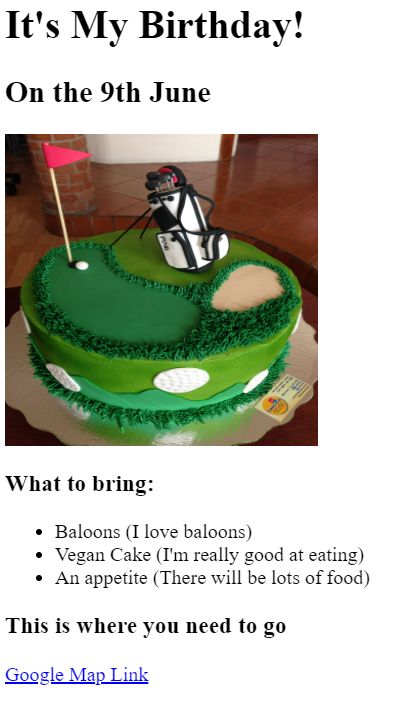 It's My Birthday!
On the 9th June
What to bring:
Baloons (I love baloons)
Vegan Cake (I'm really good at eating)
An appetite (There will be lots of food)
This is where you need to go
Google Map Link